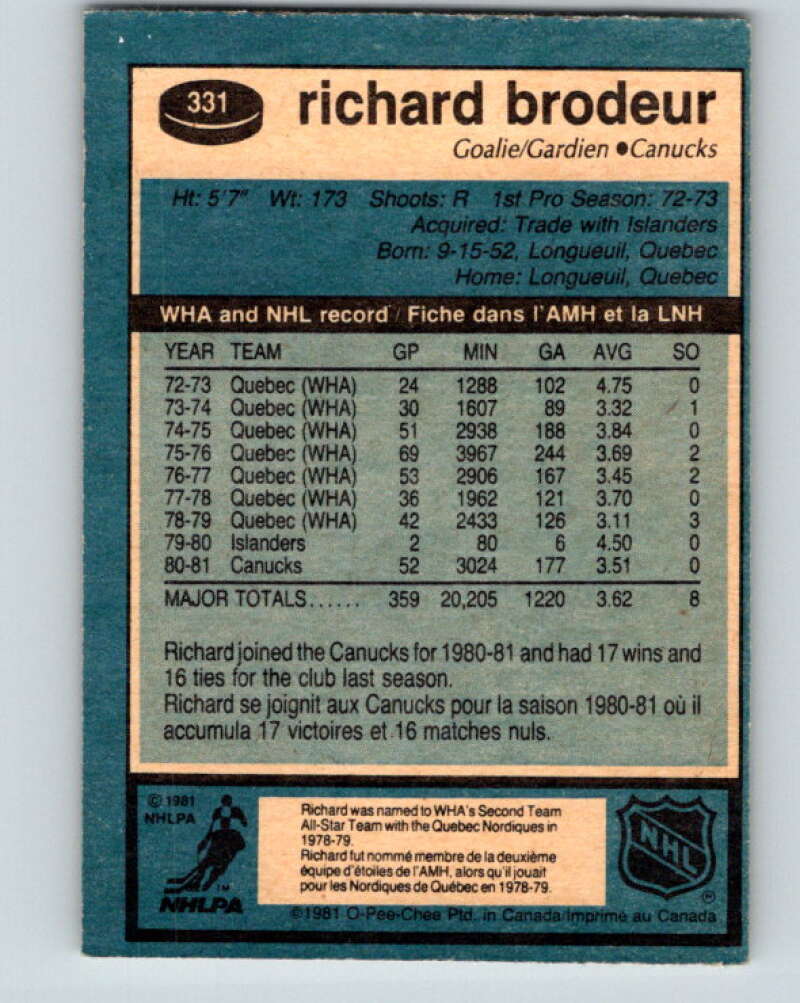 331
richard brodeur
Goalie/Gardien ●Canucks
Ht: 5'7" Wt: 173 Shoots: R 1st Pro Season: 72-73
Acquired: Trade with Islanders
Born: 9-15-52, Longueuil, Quebec
Home: Longueuil, Quebec
WHA and NHL record / Fiche dans l'AMH et la LNH
YEAR TEAM GP MIN GA AVG SO
72-73 Quebec (WHA) 24 1288 102 4.75 0
73-74 Quebec (WHA) 30 1607 89 3.32 1
74-75 Quebec (WHA) 51 2938 188 3.84 0
75-76 Quebec (WHA) 69 3967 244 3.69 2
76-77 Quebec (WHA) 53 2906 167 3.45 2
77-78 Quebec (WHA) 36 1962 121 3.70 0
78-79 Quebec (WHA) 42 2433 126 3.11 3
79-80 Islanders 2 80 6 4.50 0
80-81 Canucks 52 3024 177 3.51 0
MAJOR TOTALS...... 359 20,205 1220 3.62 8
Richard joined the Canucks for 1980-81 and had 17 wins and
16 ties for the club last season.
Richard se joignit aux Canucks pour la saison 1980-81 où il
accumula 17 victoires et 16 matches nuls.
© 1981
NHLPA
TM
NHLPA
Richard was named to WHA's Second Team
All-Star Team with the Quebec Nordiques in
1978-79.
Richard fut nommé membre de la deuxième
équipe d'étoiles de l'AMH, alors qu'il jouait
pour les Nordiques de Québec en 1978-79.
NHL
®
©1981 O-Pee-Chee Ptd. in Canada/Imprimé au Canada